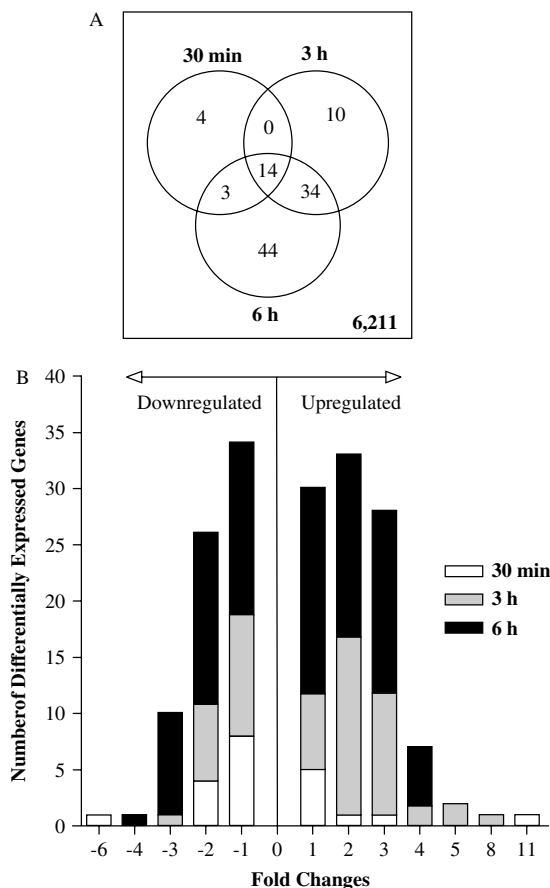 A
30 min
3 h
4
0
10
14
3
34
44
6 h
6,211
B
Downregulated
Upregulated
40
35
30
25
20
15
10
5
0
Numberof Differentially Expressed Genes
30 min
3 h
6 h
-6 -4 -3 -2 -1 0 1 2 3 4 5 8 11
Fold Changes